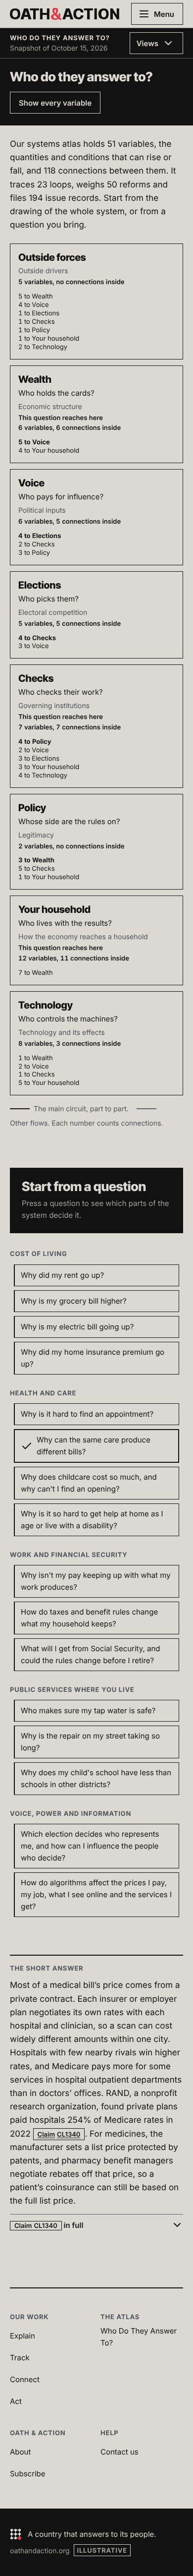 OATH&ACTION
Menu
WHO DO THEY ANSWER TO?
Snapshot of October 15, 2026
Views
Who do they answer to?
Show every variable
Our systems atlas holds 51 variables, the
quantities and conditions that can rise or
fall, and 118 connections between them. It
traces 23 loops, weighs 50 reforms and
files 194 issue records. Start from the
drawing of the whole system, or from a
question you bring.
Outside forces
Outside drivers
5 variables, no connections inside
5 to Wealth
4 to Voice
1 to Elections
1 to Checks
1 to Policy
1 to Your household
2 to Technology
Wealth
Who holds the cards?
Economic structure
This question reaches here
6 variables, 6 connections inside
5 to Voice
4 to Your household
Voice
Who pays for influence?
Political inputs
6 variables, 5 connections inside
4 to Elections
2 to Checks
3 to Policy
Elections
Who picks them?
Electoral competition
5 variables, 5 connections inside
4 to Checks
3 to Voice
Checks
Who checks their work?
Governing institutions
This question reaches here
7 variables, 7 connections inside
4 to Policy
2 to Voice
3 to Elections
3 to Your household
4 to Technology
Policy
Whose side are the rules on?
Legitimacy
2 variables, no connections inside
3 to Wealth
5 to Checks
1 to Your household
Your household
Who lives with the results?
How the economy reaches a household
This question reaches here
12 variables, 11 connections inside
7 to Wealth
Technology
Who controls the machines?
Technology and its effects
8 variables, 3 connections inside
1 to Wealth
2 to Voice
1 to Checks
5 to Your household
The main circuit, part to part.
Other flows. Each number counts connections.
Start from a question
Press a question to see which parts of the
system decide it.
COST OF LIVING
Why did my rent go up?
Why is my grocery bill higher?
Why is my electric bill going up?
Why did my home insurance premium go
up?
HEALTH AND CARE
Why is it hard to find an appointment?
Why can the same care produce
different bills?
Why does childcare cost so much, and
why can't I find an opening?
Why is it so hard to get help at home as I
age or live with a disability?
WORK AND FINANCIAL SECURITY
Why isn't my pay keeping up with what my
work produces?
How do taxes and benefit rules change
what my household keeps?
What will I get from Social Security, and
could the rules change before I retire?
PUBLIC SERVICES WHERE YOU LIVE
Who makes sure my tap water is safe?
Why is the repair on my street taking so
long?
Why does my child's school have less than
schools in other districts?
VOICE, POWER AND INFORMATION
Which election decides who represents
me, and how can I influence the people
who decide?
How do algorithms affect the prices I pay,
my job, what I see online and the services I
get?
THE SHORT ANSWER
Most of a medical bill's price comes from a
private contract. Each insurer or employer
plan negotiates its own rates with each
hospital and clinician, so a scan can cost
widely different amounts within one city.
Hospitals with few nearby rivals win higher
rates, and Medicare pays more for some
services in hospital outpatient departments
than in doctors' offices. RAND, a nonprofit
research organization, found private plans
paid hospitals 254% of Medicare rates in
2022 Claim CL1340. For medicines, the
manufacturer sets a list price protected by
patents, and pharmacy benefit managers
negotiate rebates off that price, so a
patient's coinsurance can still be based on
the full list price.
Claim CL1340 in full
OUR WORK
THE ATLAS
Explain
Who Do They Answer
To?
Track
Connect
Act
OATH & ACTION
HELP
About
Contact us
Subscribe
A country that answers to its people.
oathandaction.org ILLUSTRATIVE